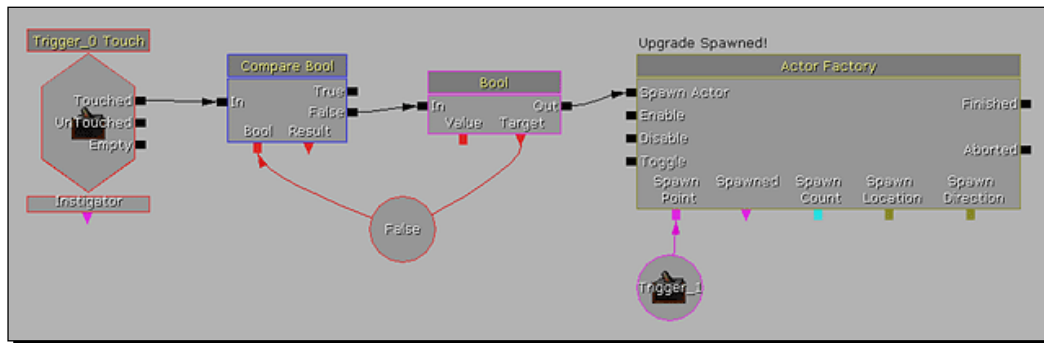 Upgrade Spawned!
Trigger_0 Touch
Touched
UnTouched
Empty
Instigator
Compare Bool
In
True
False
Bool Result
Bool
In Out
Value Target
False
Actor Factory
Spawn Actor
Enable
Disable
Toggle
Finished
Aborted
Spawn Point
Spawned
Spawn Count
Spawn Location
Spawn Direction
Trigger_1